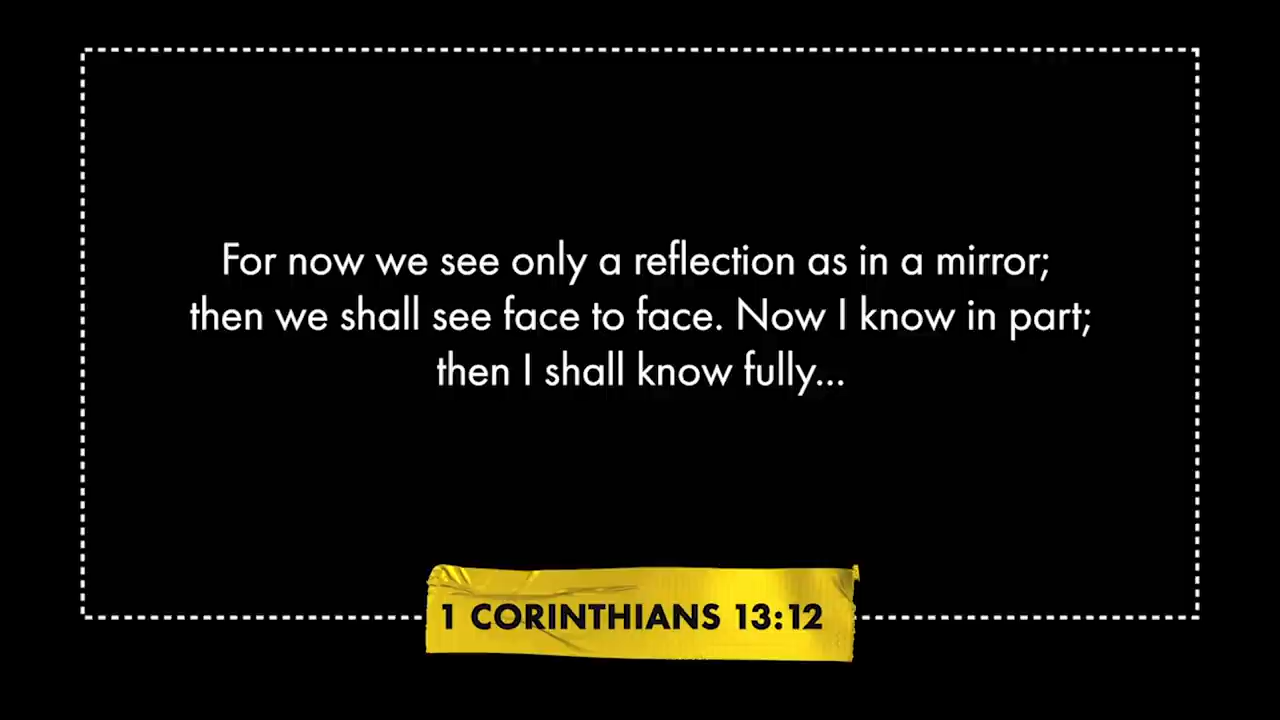 For now we see only a reflection as in a mirror;
then we shall see face to face. Now I know in part;
then I shall know fully...
1 CORINTHIANS 13:12